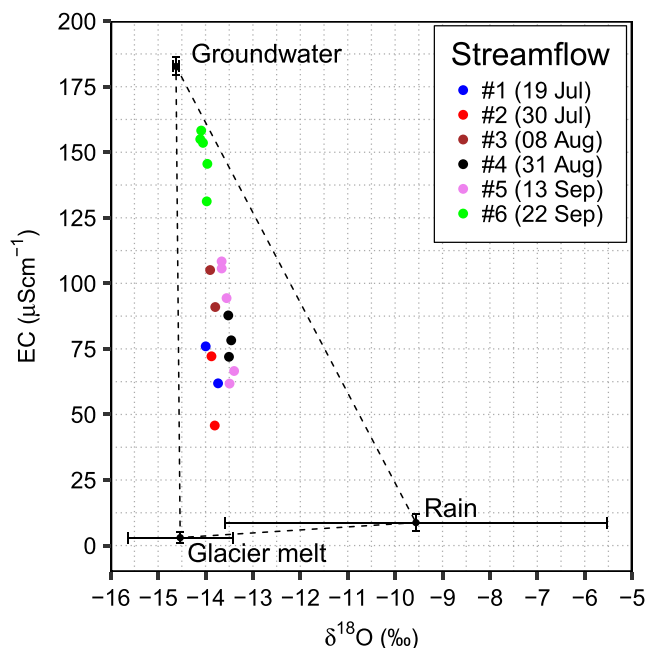 200
175
150
125
100
75
50
25
0
EC (μScm⁻¹)
Groundwater
Streamflow
#1 (19 Jul)
#2 (30 Jul)
#3 (08 Aug)
#4 (31 Aug)
#5 (13 Sep)
#6 (22 Sep)
Rain
Glacier melt
−16 −15 −14 −13 −12 −11 −10 −9 −8 −7 −6 −5
δ¹⁸O (‰)